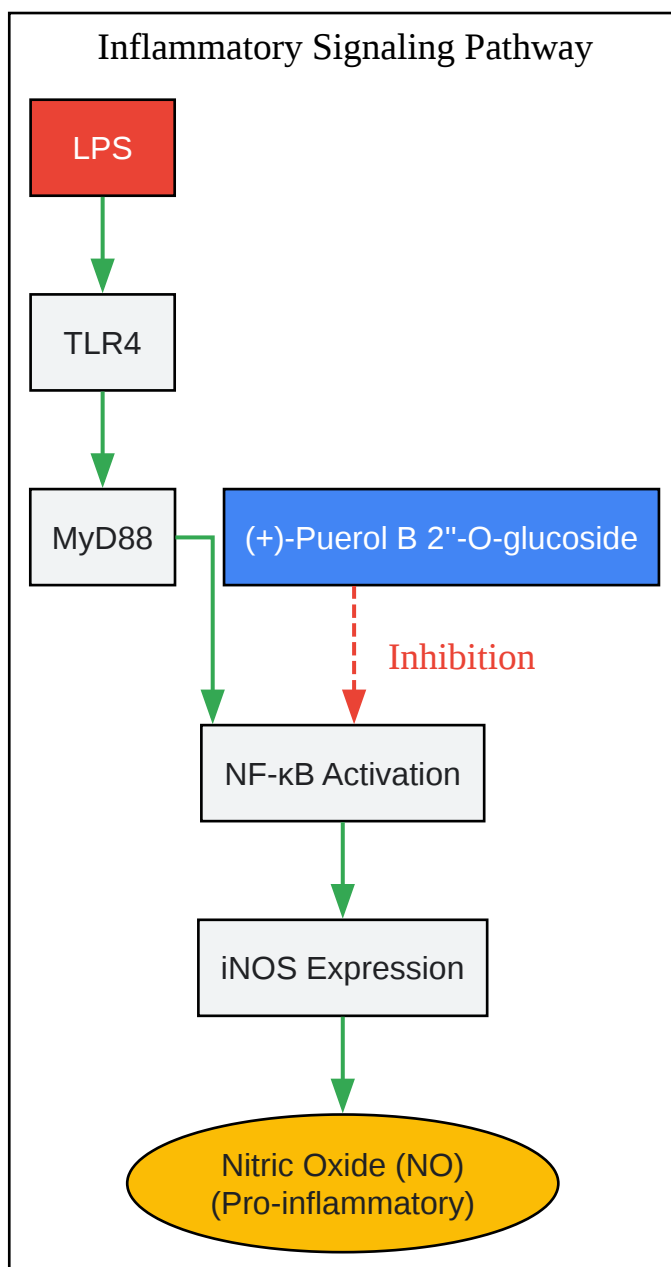 Inflammatory Signaling Pathway
LPS
TLR4
MyD88
(+)-Puerol B 2"-O-glucoside
Inhibition
NF-κB Activation
iNOS Expression
Nitric Oxide (NO)
(Pro-inflammatory)